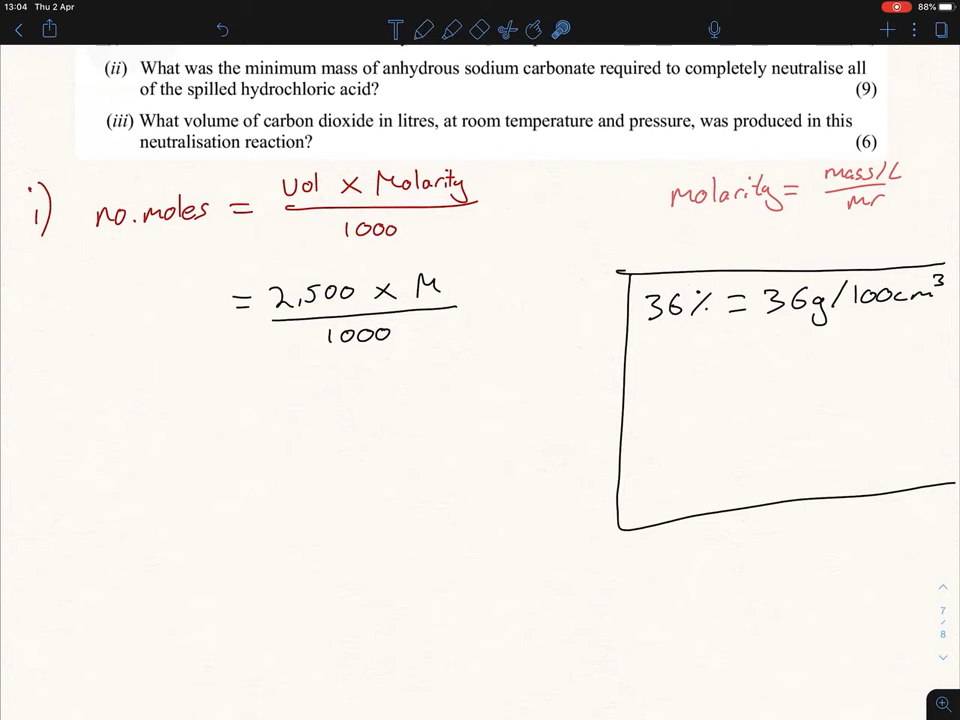 13:04 Thu 2 Apr
88%
(ii) What was the minimum mass of anhydrous sodium carbonate required to completely neutralise all
of the spilled hydrochloric acid? (9)
(iii) What volume of carbon dioxide in litres, at room temperature and pressure, was produced in this
neutralisation reaction? (6)
i) no. moles = vol x Molarity
1000
molarity = mass/L
mr
= 2,500 x M
1000
36% = 36g/100cm³
7
/
8